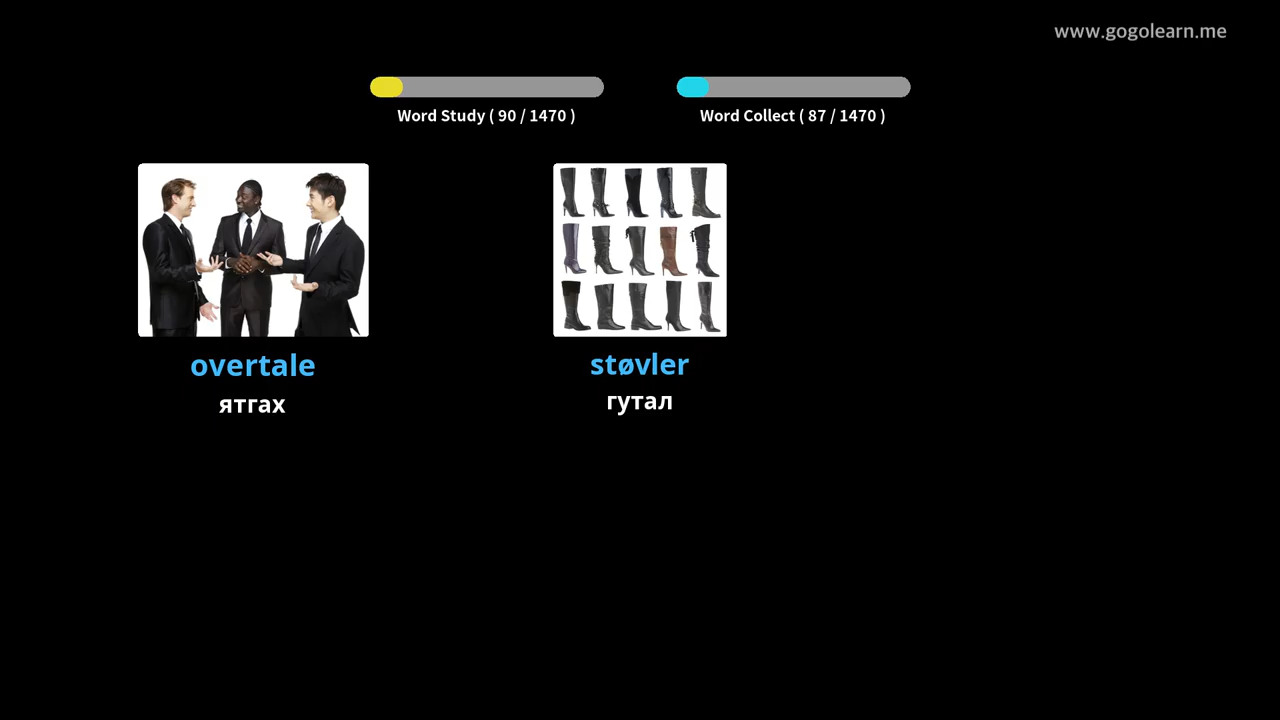 www.gogolearn.me
Word Study ( 90 / 1470 )
Word Collect ( 87 / 1470 )
overtale
ятгах
støvler
гутал